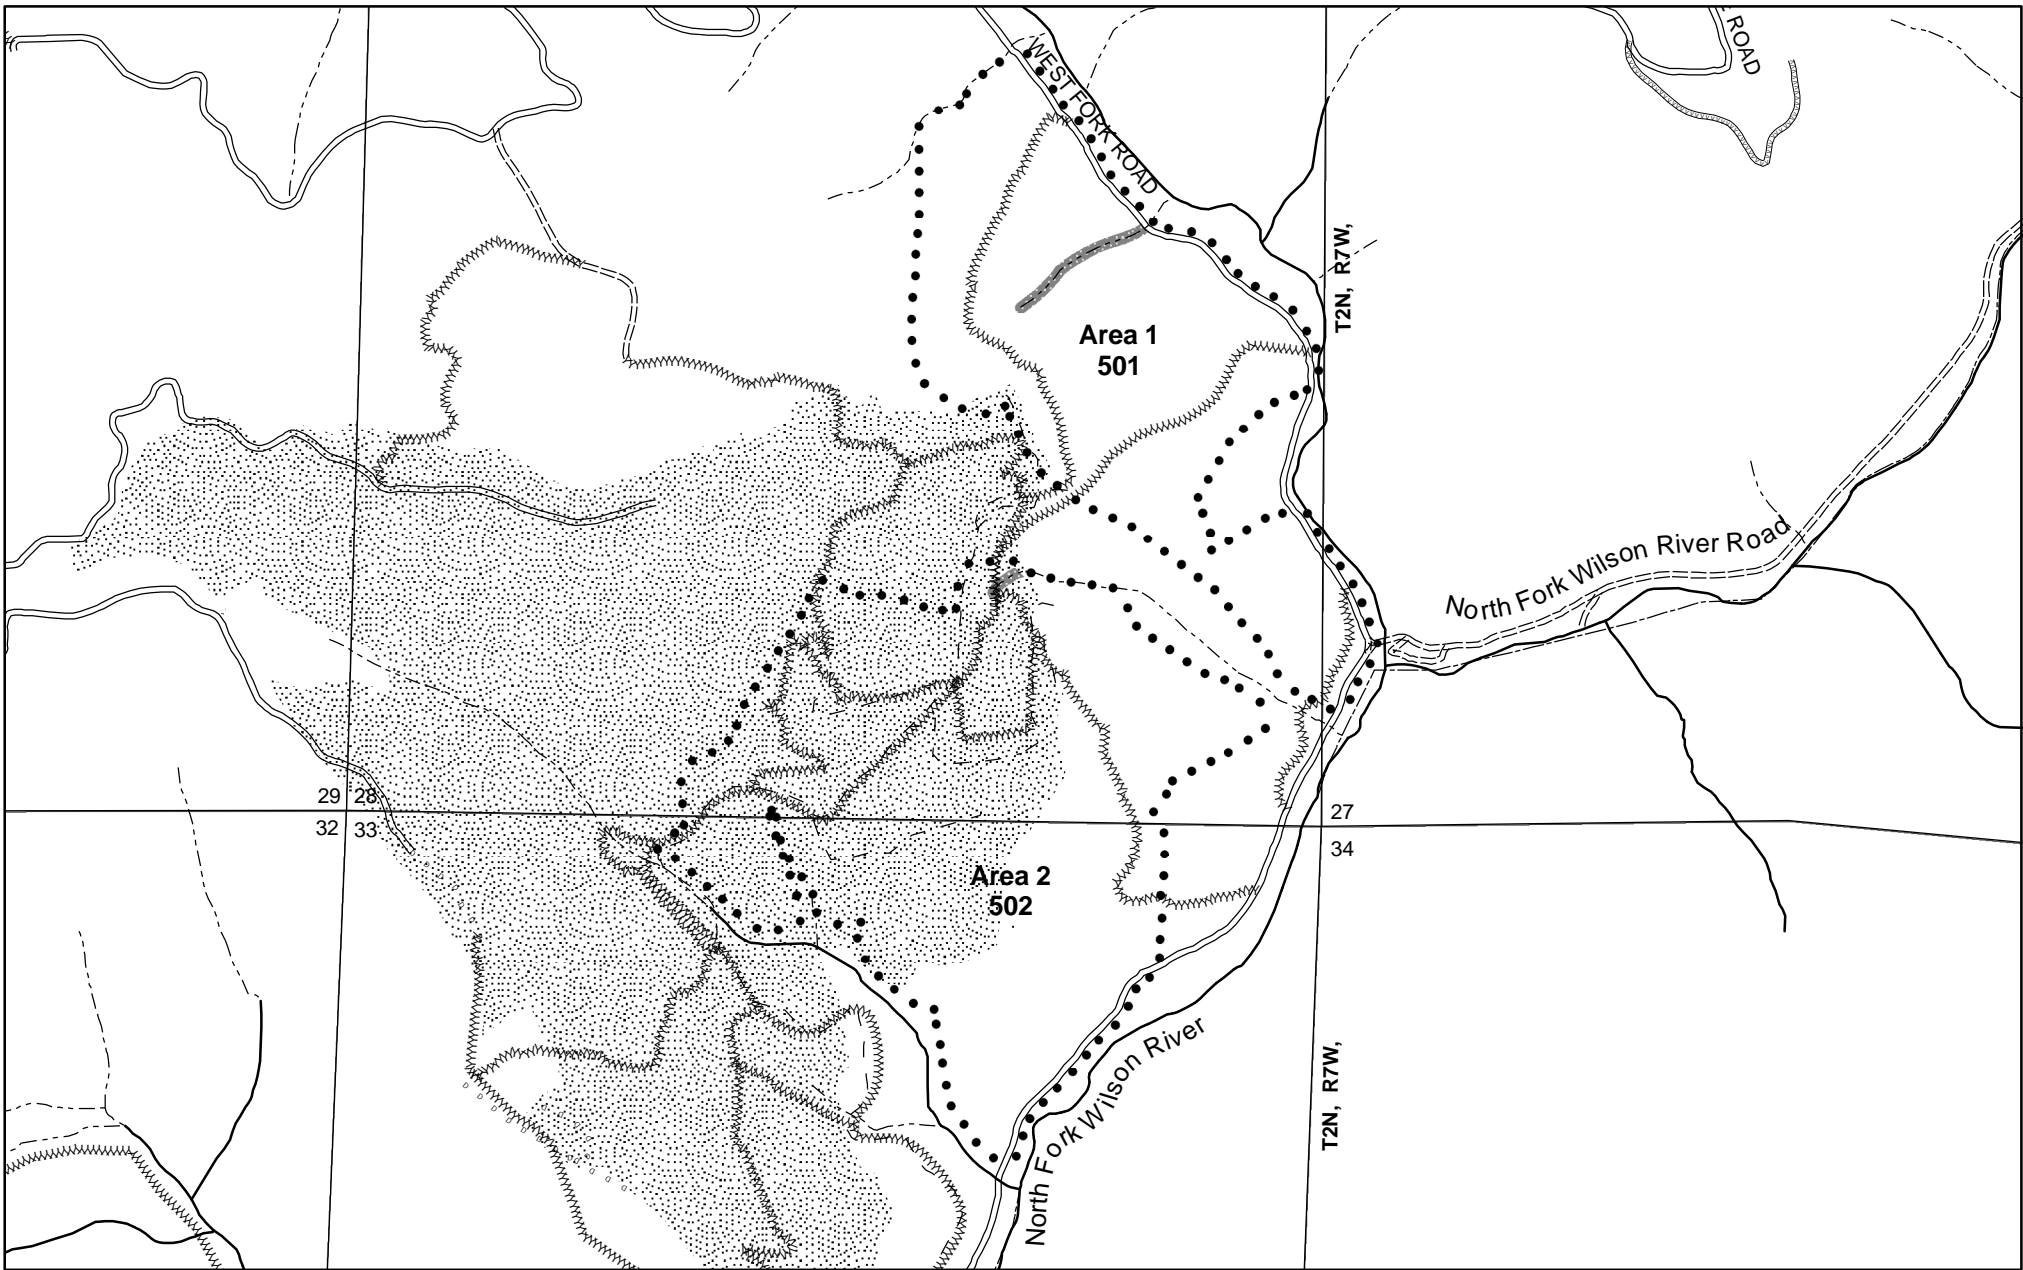 E ROAD
WEST FORK ROAD
T2N, R7W,
Area 1
501
North Fork Wilson River Road
29 28
32 33
27
34
Area 2
502
T2N, R7W,
North Fork Wilson River